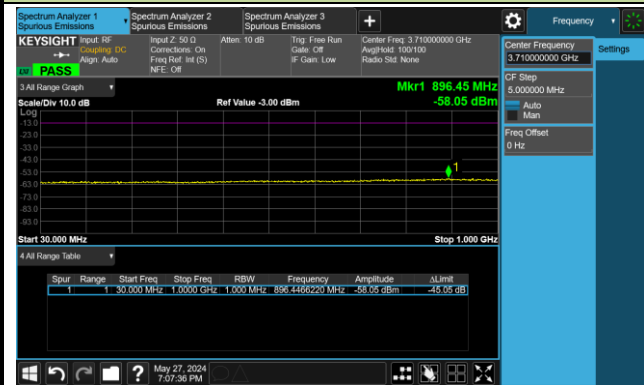 Spectrum Analyzer 1
Spurious Emissions
Spectrum Analyzer 2
Spurious Emissions
Spectrum Analyzer 3
Spurious Emissions
+
Frequency
KEYSIGHT
Input: RF
Coupling: DC
Align: Auto
Input Z: 50 Ω
Corrections: On
Freq Ref: Int (S)
NFE: Off
Atten: 10 dB
Trig: Free Run
Gate: Off
IF Gain: Low
Center Freq: 3.710000000 GHz
Avg|Hold: 100/100
Radio Std: None
PASS
Center Frequency
3.710000000 GHz
Settings
CF Step
5.000000 MHz
Auto
Man
Freq Offset
0 Hz
3 All Range Graph
Mkr1 896.45 MHz
Scale/Div 10.0 dB
Ref Value -3.00 dBm
-58.05 dBm
Log
-13.0
-23.0
-33.0
-43.0
-53.0
-63.0
-73.0
-83.0
-93.0
1
Start 30.000 MHz
Stop 1.000 GHz
4 All Range Table
Spur Range Start Freq Stop Freq RBW Frequency Amplitude ΔLimit
1 1 30.000 MHz 1.0000 GHz 1.000 MHz 896.4466220 MHz -58.05 dBm -45.05 dB
?
May 27, 2024
7:07:36 PM